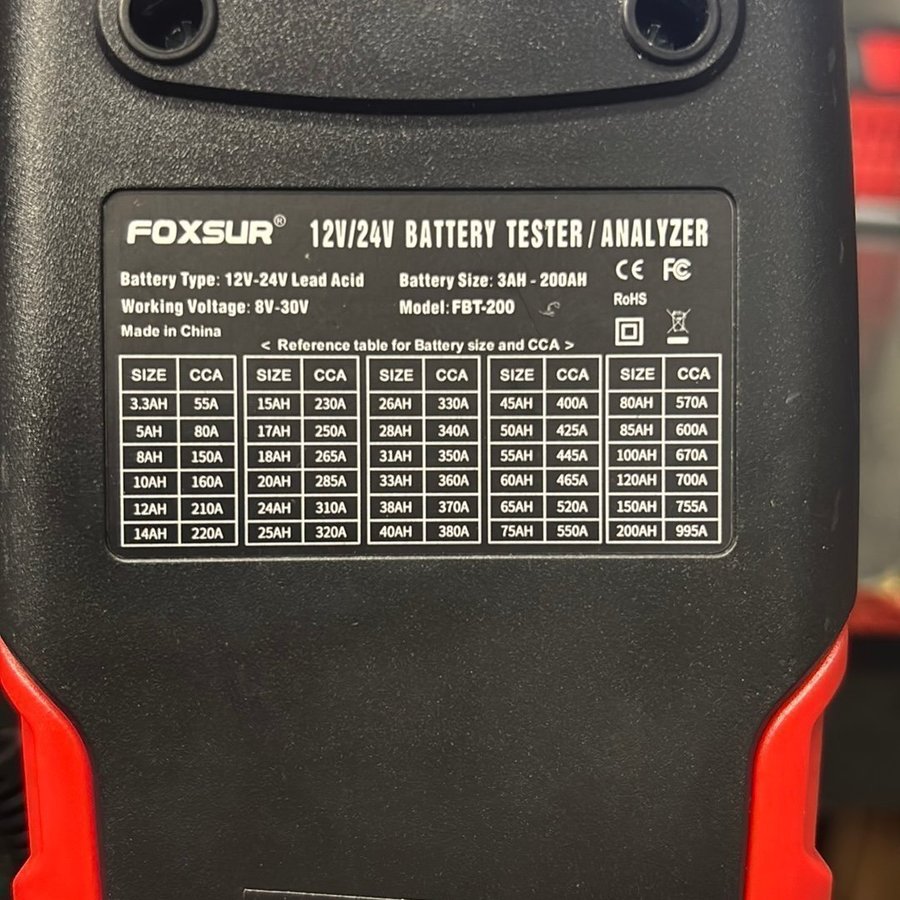 FOXSUR® 12V/24V BATTERY TESTER/ANALYZER
Battery Type: 12V-24V Lead Acid Battery Size: 3AH - 200AH CE FC
Working Voltage: 8V-30V Model: FBT-200 RoHS
Made in China
< Reference table for Battery size and CCA >
SIZE CCA SIZE CCA SIZE CCA SIZE CCA SIZE CCA
3.3AH 55A 15AH 230A 26AH 330A 45AH 400A 80AH 570A
5AH 80A 17AH 250A 28AH 340A 50AH 425A 85AH 600A
8AH 150A 18AH 265A 31AH 350A 55AH 445A 100AH 670A
10AH 160A 20AH 285A 33AH 360A 60AH 465A 120AH 700A
12AH 210A 24AH 310A 38AH 370A 65AH 520A 150AH 755A
14AH 220A 25AH 320A 40AH 380A 75AH 550A 200AH 995A